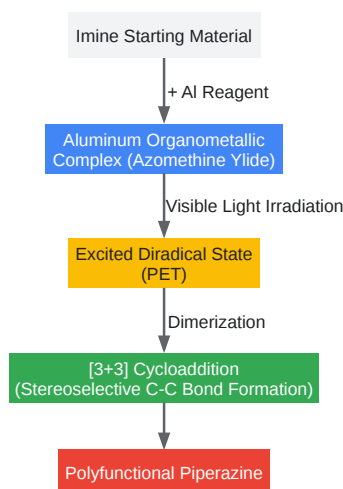 Imine Starting Material
+ Al Reagent
Aluminum Organometallic
Complex (Azomethine Ylide)
Visible Light Irradiation
Excited Diradical State
(PET)
Dimerization
[3+3] Cycloaddition
(Stereoselective C-C Bond Formation)
Polyfunctional Piperazine